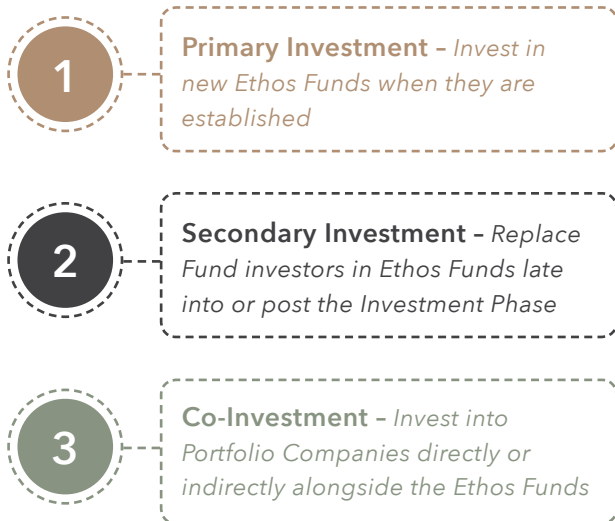 1
Primary Investment – Invest in
new Ethos Funds when they are
established
2
Secondary Investment – Replace
Fund investors in Ethos Funds late
into or post the Investment Phase
3
Co-Investment – Invest into
Portfolio Companies directly or
indirectly alongside the Ethos Funds